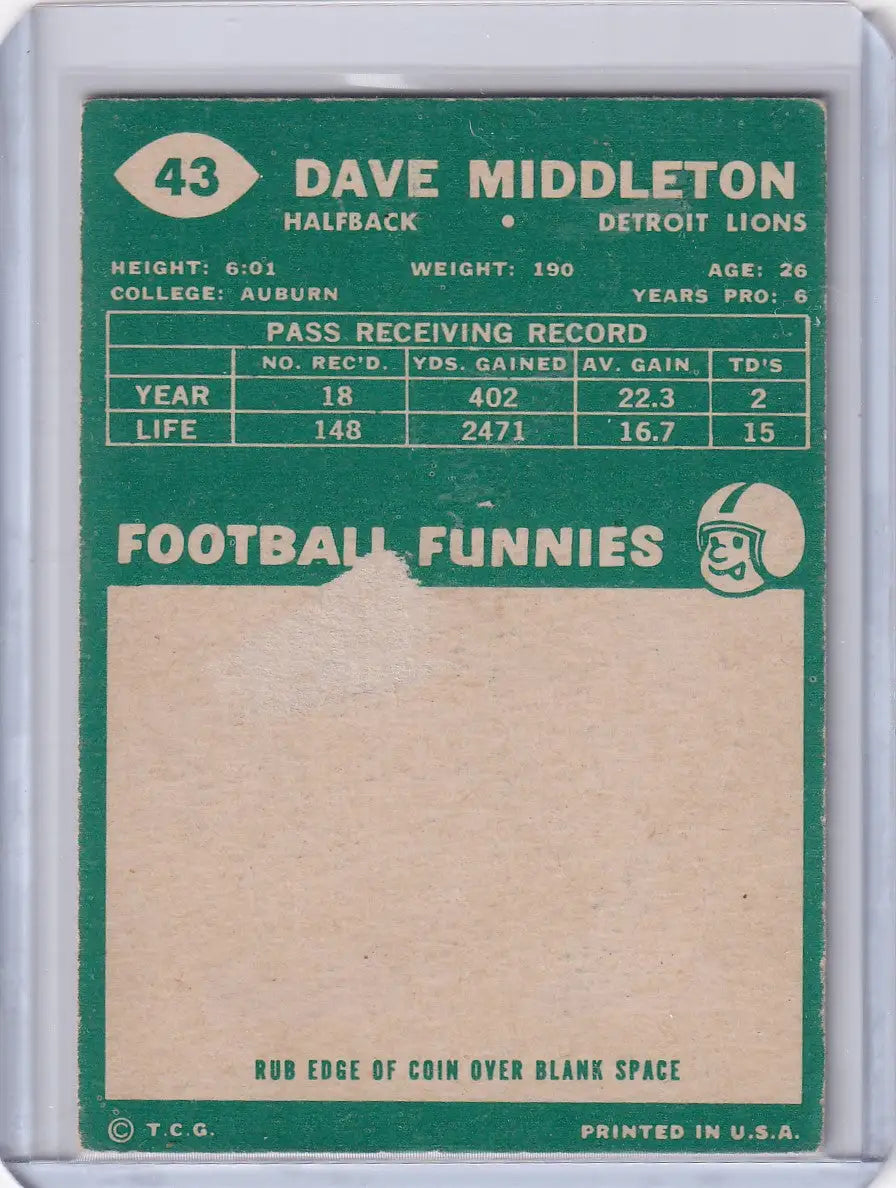 43 DAVE MIDDLETON
HALFBACK • DETROIT LIONS
HEIGHT: 6:01 WEIGHT: 190 AGE: 26
COLLEGE: AUBURN YEARS PRO: 6
PASS RECEIVING RECORD
NO. REC'D. YDS. GAINED AV. GAIN TD'S
YEAR 18 402 22.3 2
LIFE 148 2471 16.7 15
FOOTBALL FUNNIES
RUB EDGE OF COIN OVER BLANK SPACE
© T.C.G. PRINTED IN U.S.A.